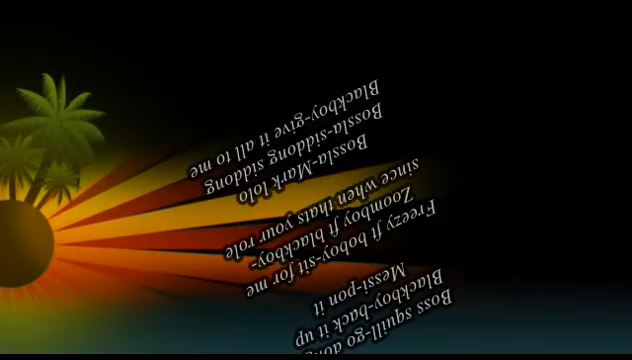 Boss squill-go
Blackboy-back it up
Messi-pon it
Freezy ft boboy-sit for me
Zoomboy ft blackboy-
since when thats your role
Bossla-Mark lolo
Bossla-siddong siddong
Blackboy-give it all to me